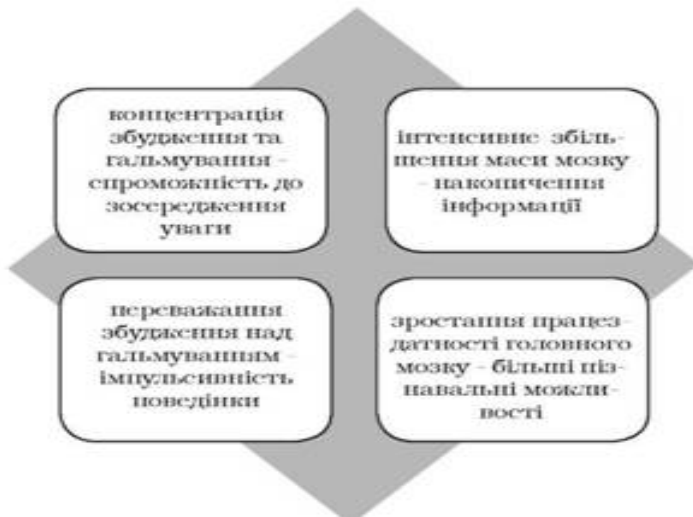 концентрація
збудження та
гальмування -
спроможність до
зосередження
уваги
інтенсивне збіль-
шення маси мозку
- накопичення
інформації
переважання
збудження над
гальмуванням -
імпульсивність
поведінки
зростання працез-
датності головного
мозку - більші піз-
навальні можли-
вості